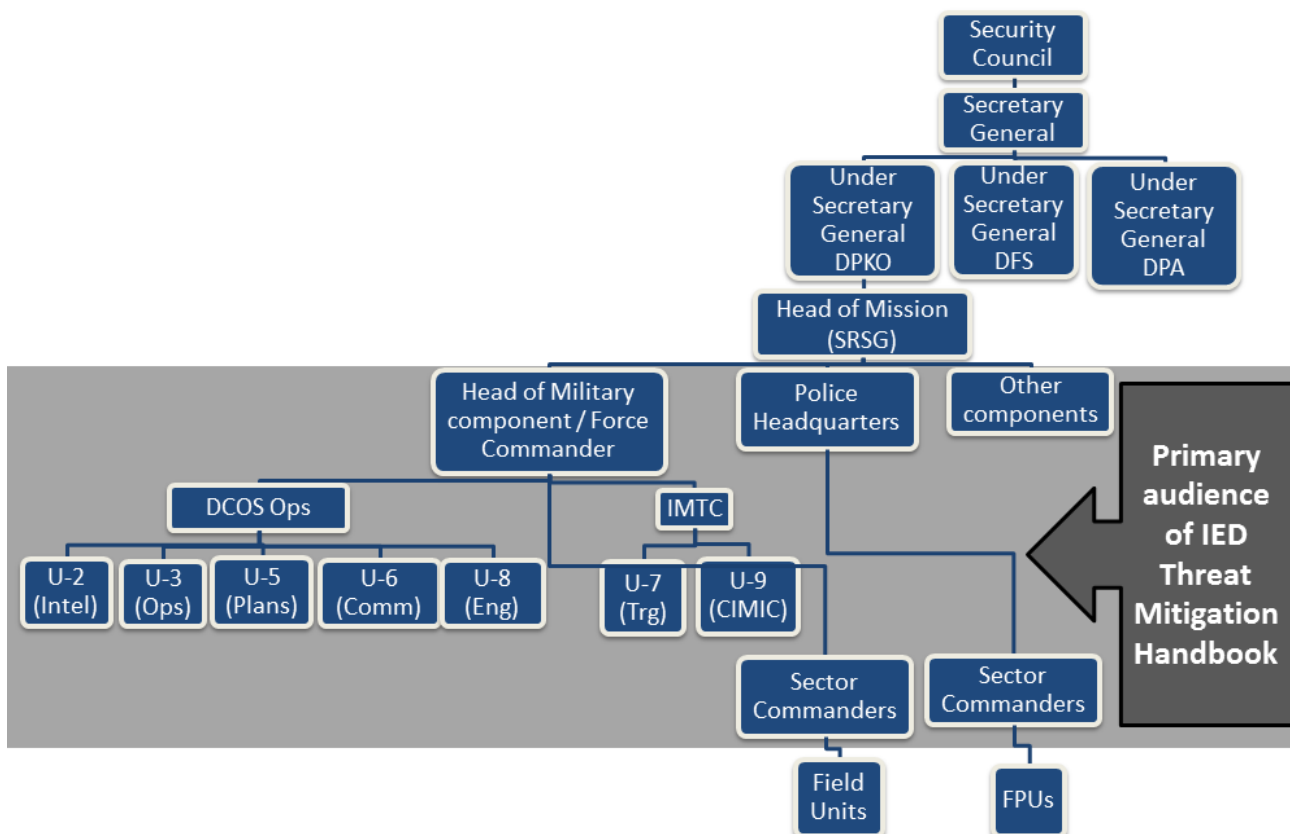 Security
Council
Secretary
General
Under
Secretary
General
DPKO
Under
Secretary
General
DFS
Under
Secretary
General
DPA
Head of Mission
(SRSG)
Head of Military
component / Force
Commander
Police
Headquarters
Other
components
Primary
audience
of IED
Threat
Mitigation
Handbook
DCOS Ops
IMTC
U-2
(Intel)
U-3
(Ops)
U-5
(Plans)
U-6
(Comm)
U-8
(Eng)
U-7
(Trg)
U-9
(CIMIC)
Sector
Commanders
Sector
Commanders
Field
Units
FPUs